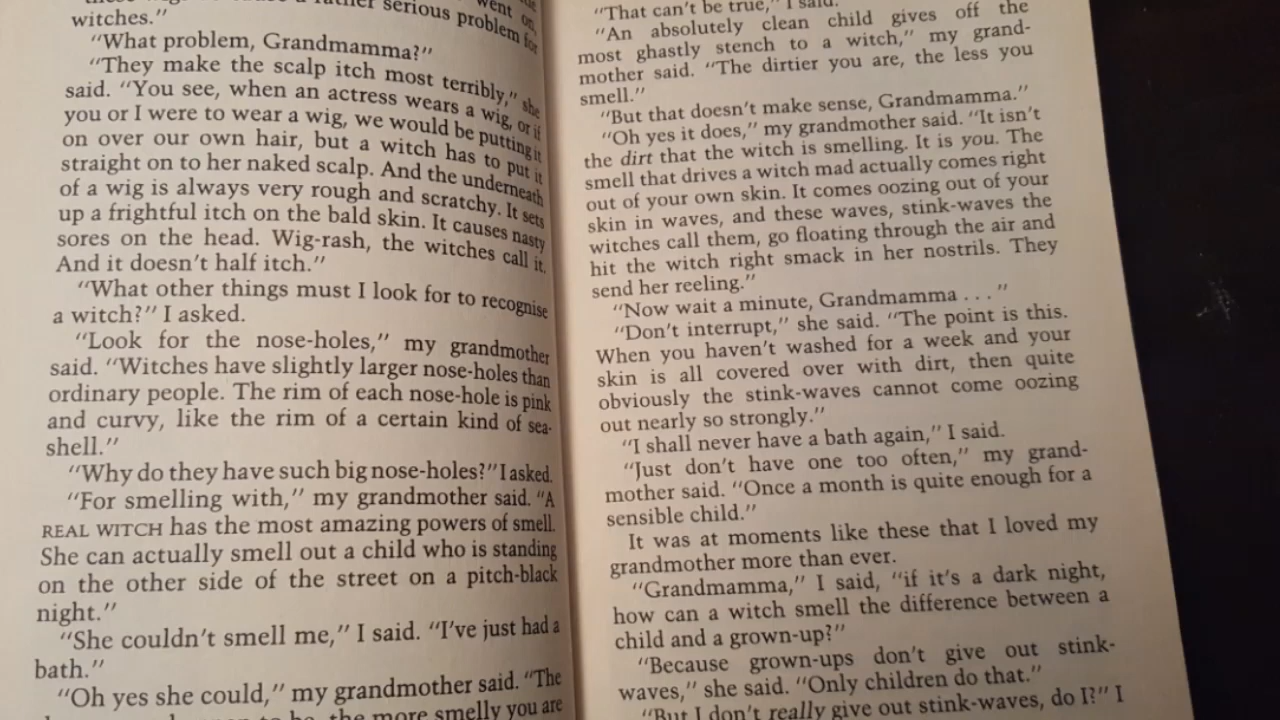 went on,
rather serious problem for
witches."
"What problem, Grandmamma?"
"They make the scalp itch most terribly," she
said. "You see, when an actress wears a wig, or if
you or I were to wear a wig, we would be putting it
on over our own hair, but a witch has to put it
straight on to her naked scalp. And the underneath
of a wig is always very rough and scratchy. It sets
up a frightful itch on the bald skin. It causes nasty
sores on the head. Wig-rash, the witches call it.
And it doesn't half itch."
"What other things must I look for to recognise
a witch?" I asked.
"Look for the nose-holes," my grandmother
said. "Witches have slightly larger nose-holes than
ordinary people. The rim of each nose-hole is pink
and curvy, like the rim of a certain kind of sea-
shell."
"Why do they have such big nose-holes?" I asked.
"For smelling with," my grandmother said. "A
REAL WITCH has the most amazing powers of smell.
She can actually smell out a child who is standing
on the other side of the street on a pitch-black
night."
"She couldn't smell me," I said. "I've just had a
bath."
"Oh yes she could," my grandmother said. "The
to be, the more smelly you are
"That can't be true," I said.
"An absolutely clean child gives off the
most ghastly stench to a witch," my grand-
mother said. "The dirtier you are, the less you
smell."
"But that doesn't make sense, Grandmamma."
"Oh yes it does," my grandmother said. "It isn't
the dirt that the witch is smelling. It is you. The
smell that drives a witch mad actually comes right
out of your own skin. It comes oozing out of your
skin in waves, and these waves, stink-waves the
witches call them, go floating through the air and
hit the witch right smack in her nostrils. They
send her reeling."
"Now wait a minute, Grandmamma . . . "
"Don't interrupt," she said. "The point is this.
When you haven't washed for a week and your
skin is all covered over with dirt, then quite
obviously the stink-waves cannot come oozing
out nearly so strongly."
"I shall never have a bath again," I said.
"Just don't have one too often," my grand-
mother said. "Once a month is quite enough for a
sensible child."
It was at moments like these that I loved my
grandmother more than ever.
"Grandmamma," I said, "if it's a dark night,
how can a witch smell the difference between a
child and a grown-up?"
"Because grown-ups don't give out stink-
waves," she said. "Only children do that."
"But I don't really give out stink-waves, do I?" I